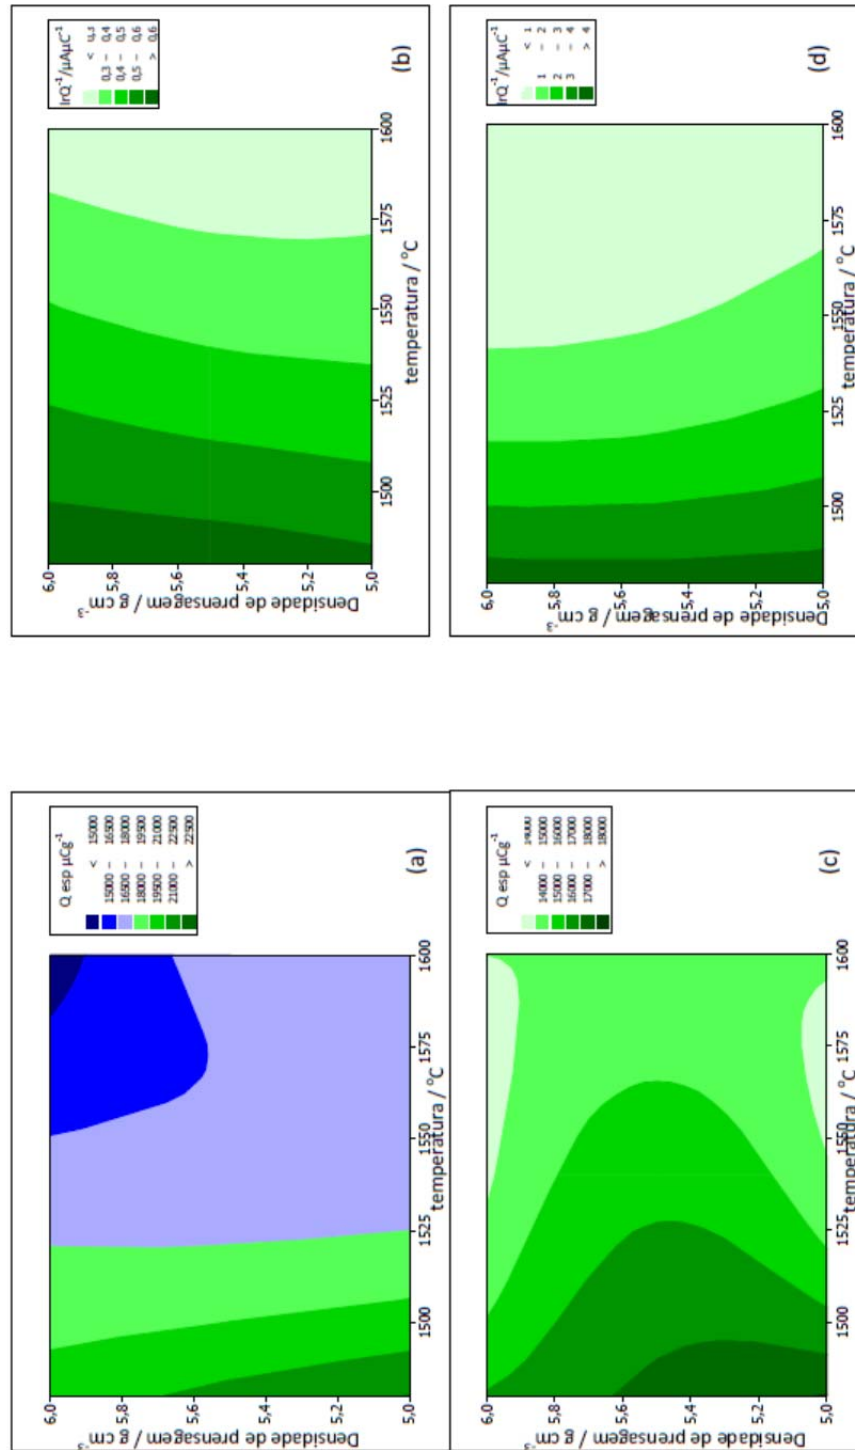 Q esp µCg⁻¹
< 15000
15000 – 16500
16500 – 18000
18000 – 19500
19500 – 21000
21000 – 22500
> 22500
Densidade de prensagem / g cm⁻³
6,0
5,8
5,6
5,4
5,2
5,0
1500
1525
1550
1575
1600
temperatura / °C
(a)
IrQ⁻¹/µAµC⁻¹
< 0,3
0,3 – 0,4
0,4 – 0,5
0,5 – 0,6
> 0,6
Densidade de prensagem / g cm⁻³
6,0
5,8
5,6
5,4
5,2
5,0
1500
1525
1550
1575
1600
temperatura / °C
(b)
Q esp µCg⁻¹
< 14000
14000 – 15000
15000 – 16000
16000 – 17000
17000 – 18000
> 18000
Densidade de prensagem / g cm⁻³
6,0
5,8
5,6
5,4
5,2
5,0
1500
1525
1550
1575
1600
temperatura / °C
(c)
IrQ⁻¹/µAµC⁻¹
< 1
1 – 2
2 – 3
3 – 4
> 4
Densidade de prensagem / g cm⁻³
6,0
5,8
5,6
5,4
5,2
5,0
1500
1525
1550
1575
1600
temperatura / °C
(d)